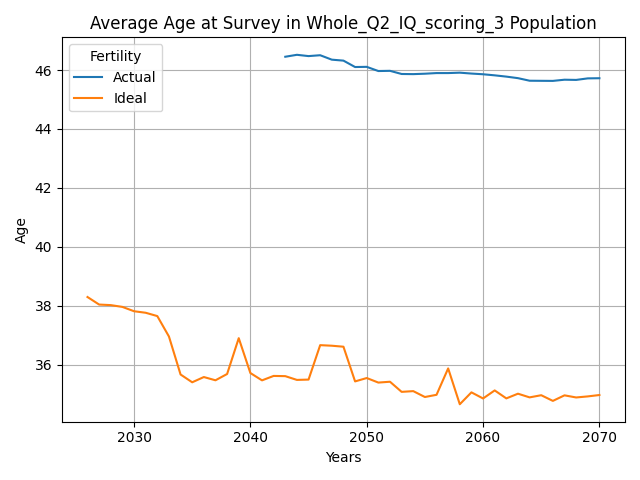 Average Age at Survey in Whole_Q2_IQ_scoring_3 Population
Fertility
Actual
Ideal
46
44
42
40
38
36
Age
2030 2040 2050 2060 2070
Years